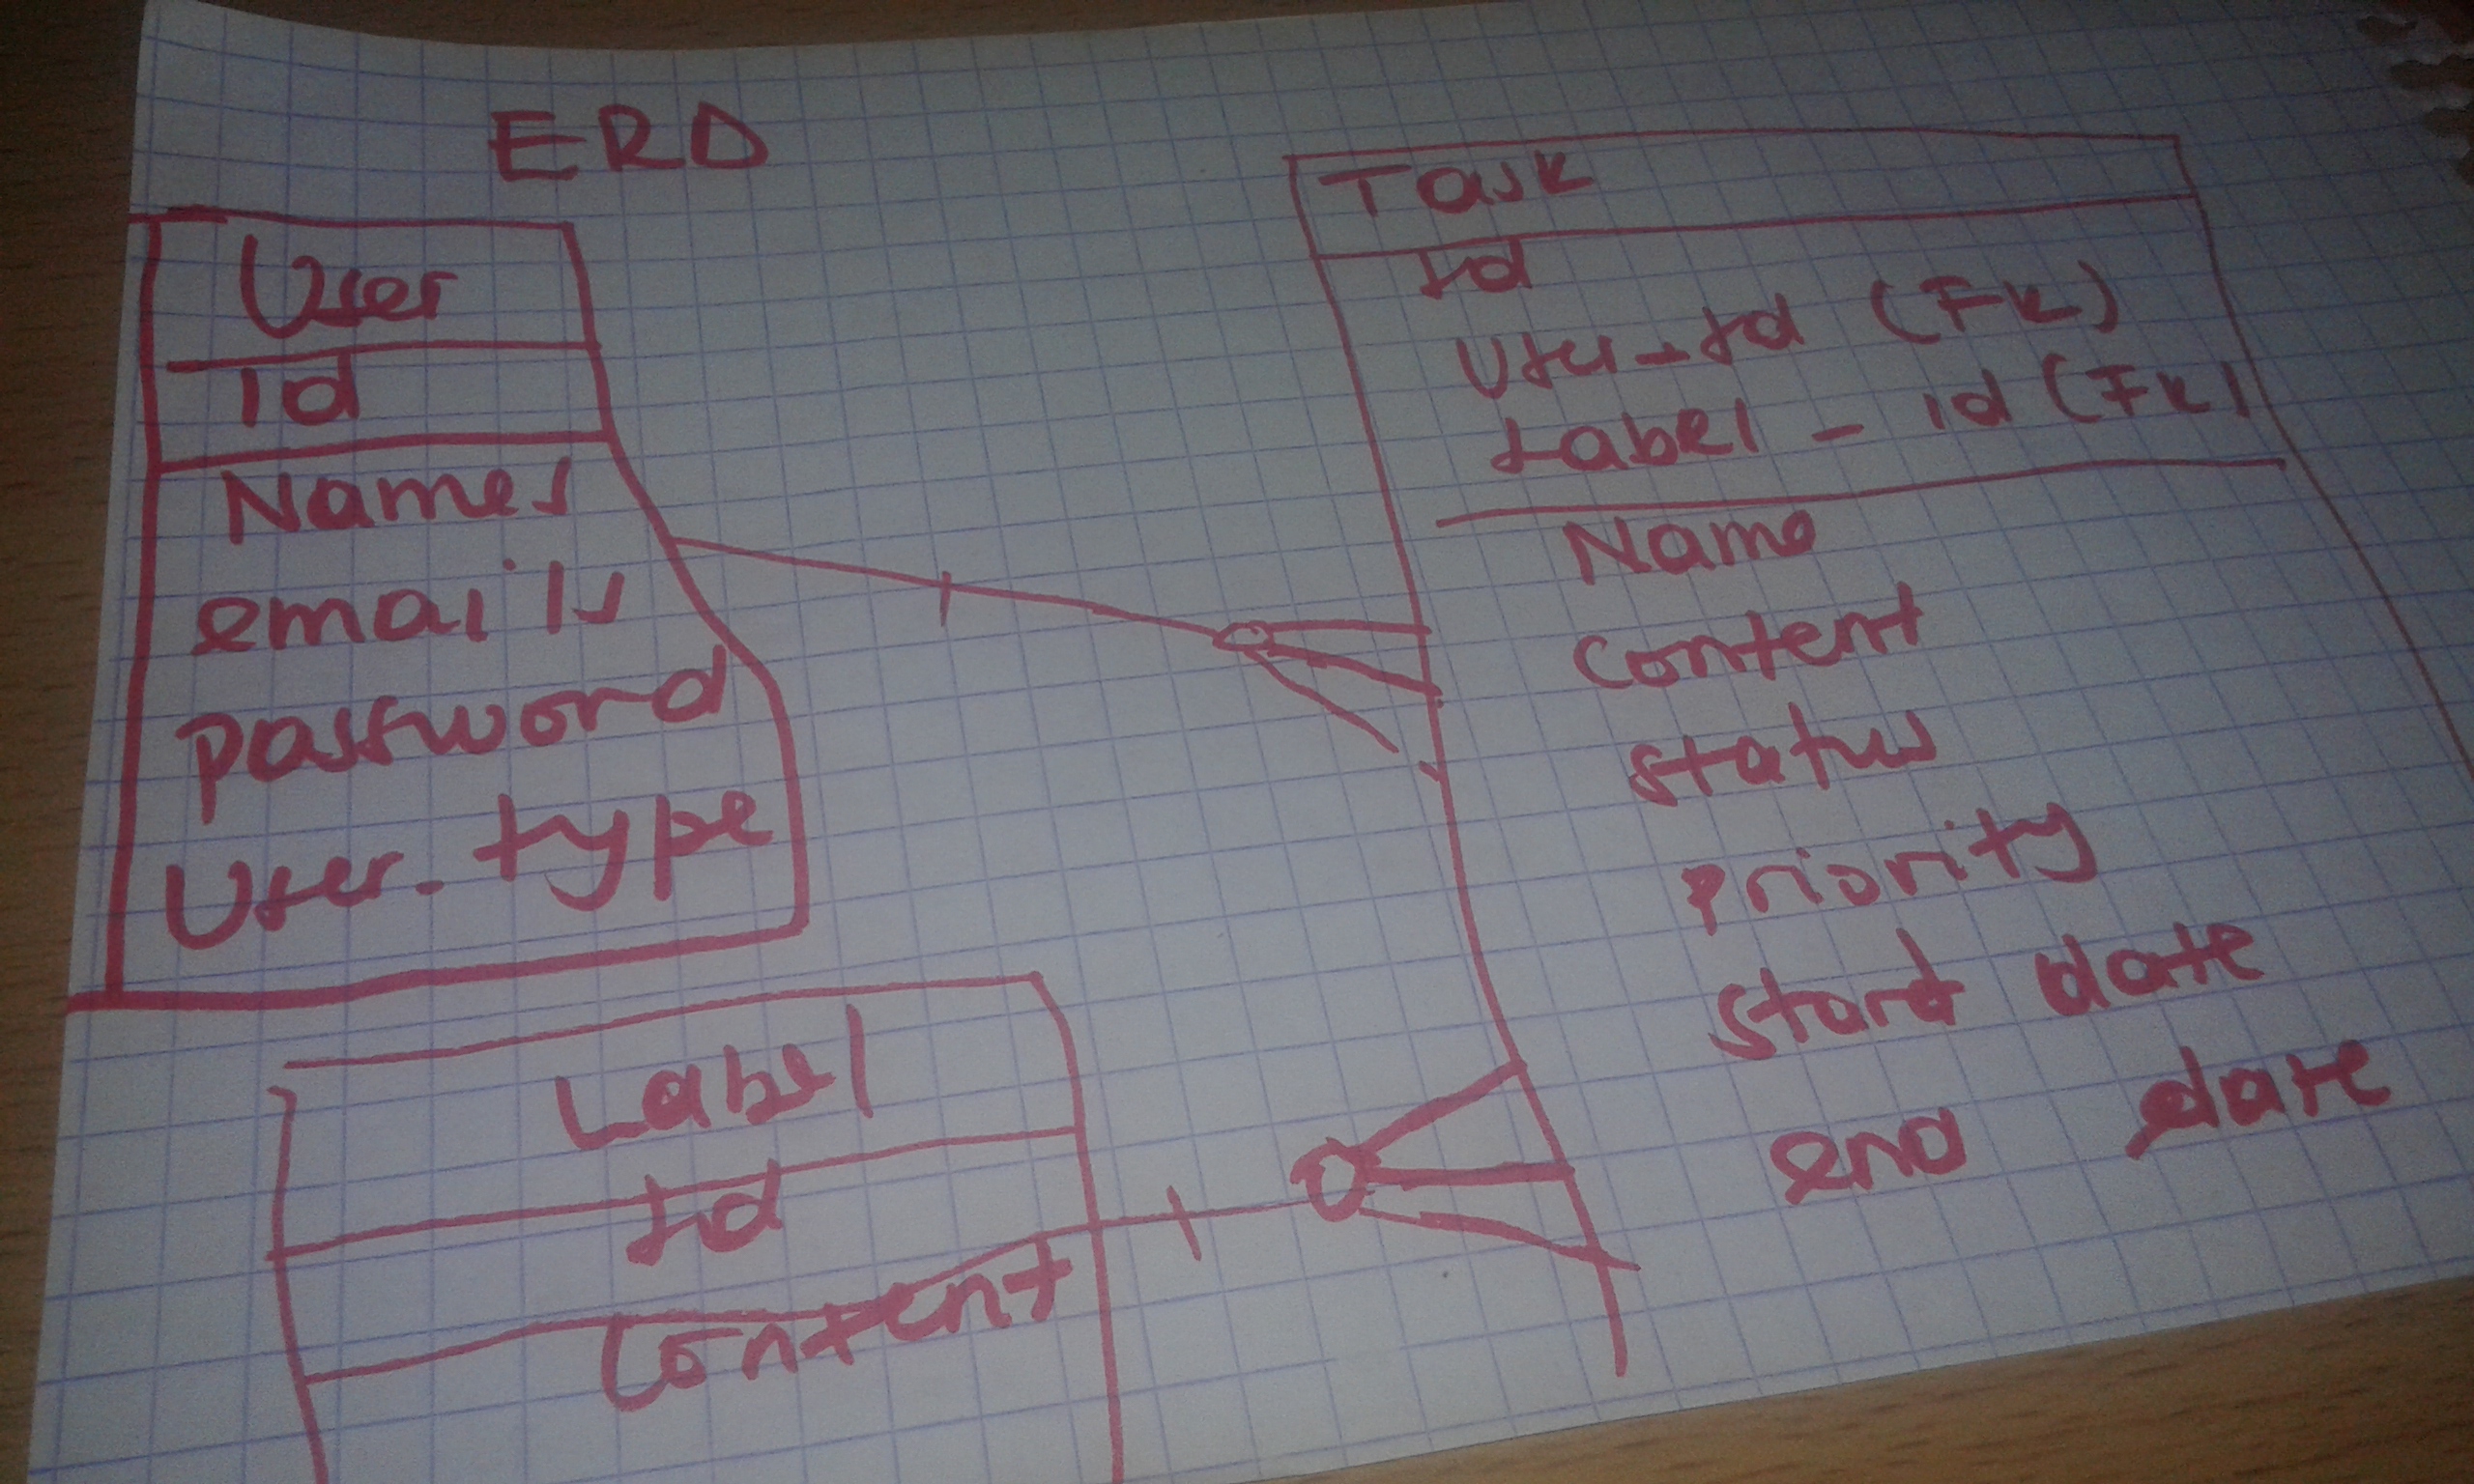 ERD
User
Id
Names
emails
password
User_type
Task
Id
User_Id (FK)
Label - id (FK)
Name
content
status
priority
Start date
end date
Label
Id
Content